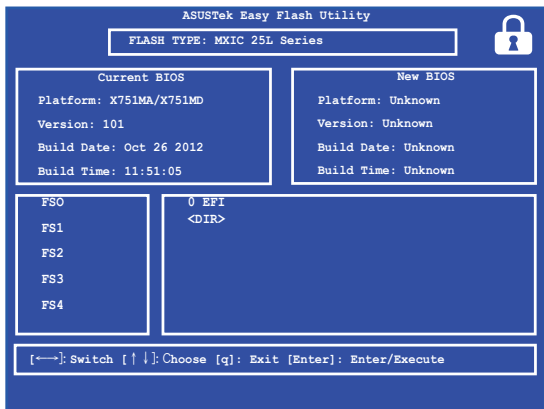 ASUSTek Easy Flash Utility
FLASH TYPE: MXIC 25L Series
Current BIOS
Platform: X751MA/X751MD
Version: 101
Build Date: Oct 26 2012
Build Time: 11:51:05
New BIOS
Platform: Unknown
Version: Unknown
Build Date: Unknown
Build Time: Unknown
FSO
FS1
FS2
FS3
FS4
0 EFI
<DIR>
[←→]: Switch [↑↓]: Choose [q]: Exit [Enter]: Enter/Execute